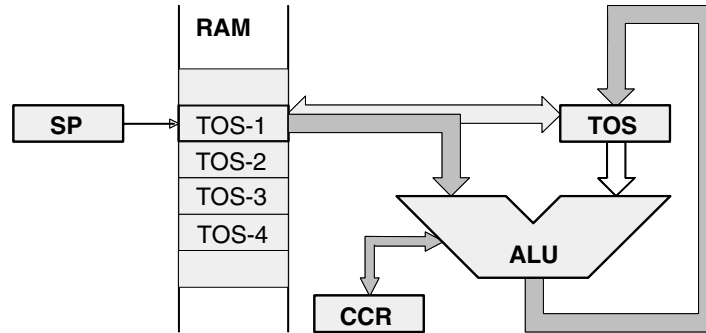 RAM
SP
TOS-1
TOS
TOS-2
TOS-3
TOS-4
ALU
CCR